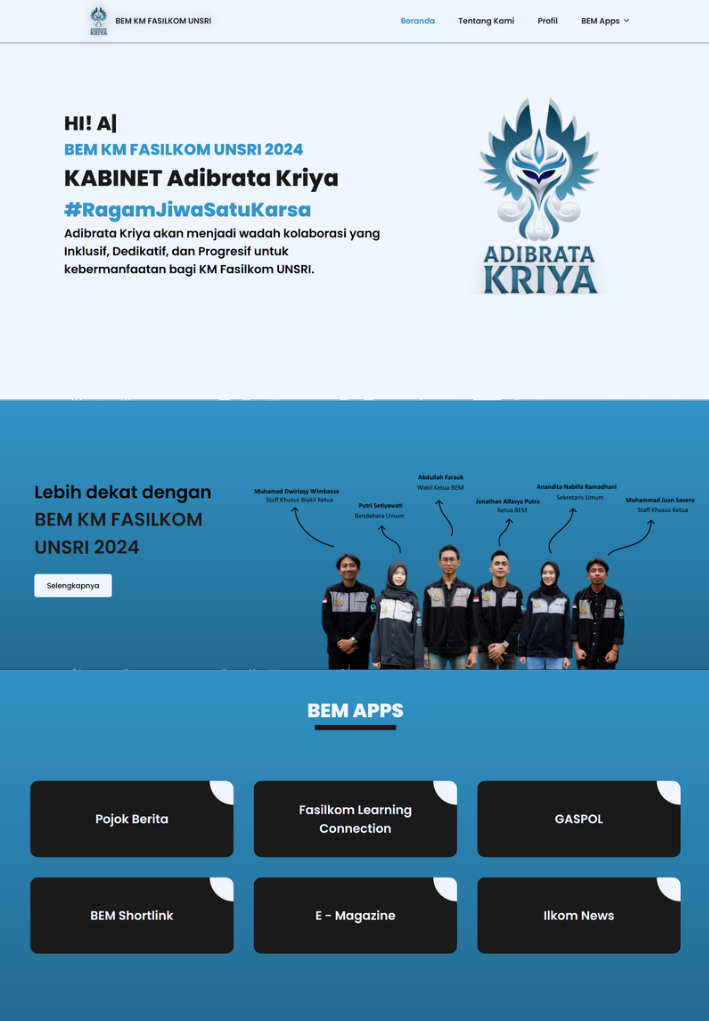 ADIBRATA
KRIYA
BEM KM FASILKOM UNSRI
Beranda
Tentang Kami
Profil
BEM Apps
HI! A|
BEM KM FASILKOM UNSRI 2024
KABINET Adibrata Kriya
#RagamJiwaSatuKarsa
Adibrata Kriya akan menjadi wadah kolaborasi yang
Inklusif, Dedikatif, dan Progresif untuk
kebermanfaatan bagi KM Fasilkom UNSRI.
ADIBRATA
KRIYA
Lebih dekat dengan
BEM KM FASILKOM
UNSRI 2024
Selengkapnya
Muhamad Dwirizqy Wimbassa
Staff Khusus Wakil Ketua
Putri Setiyawati
Bendahara Umum
Abdullah Farouk
Wakil Ketua BEM
Jonathan Alfasya Putra
Ketua BEM
Anandita Nabilla Ramadhani
Sekretaris Umum
Muhammad Juan Savero
Staff Khusus Ketua
BEM APPS
Pojok Berita
Fasilkom Learning
Connection
GASPOL
BEM Shortlink
E - Magazine
Ilkom News